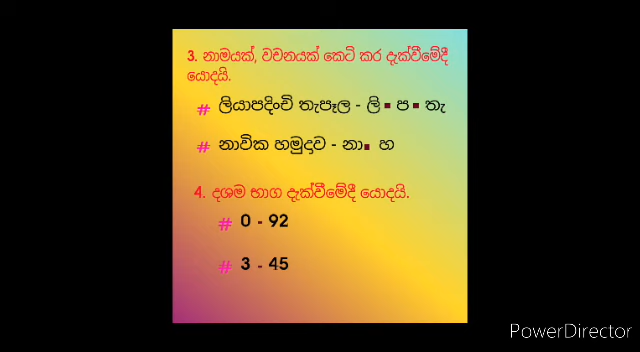 3. නාමයක්, වචනයක් කෙටි කර දැක්වීමේදී
යොදයි.
# ලියාපදිංචි තැපෑල - ලි▪ප▪තැ
# නාවික හමුදාව - නා▪ හ
4. දශම භාග දැක්වීමේදී යොදයි.
# 0 - 92
# 3 - 45
PowerDirector